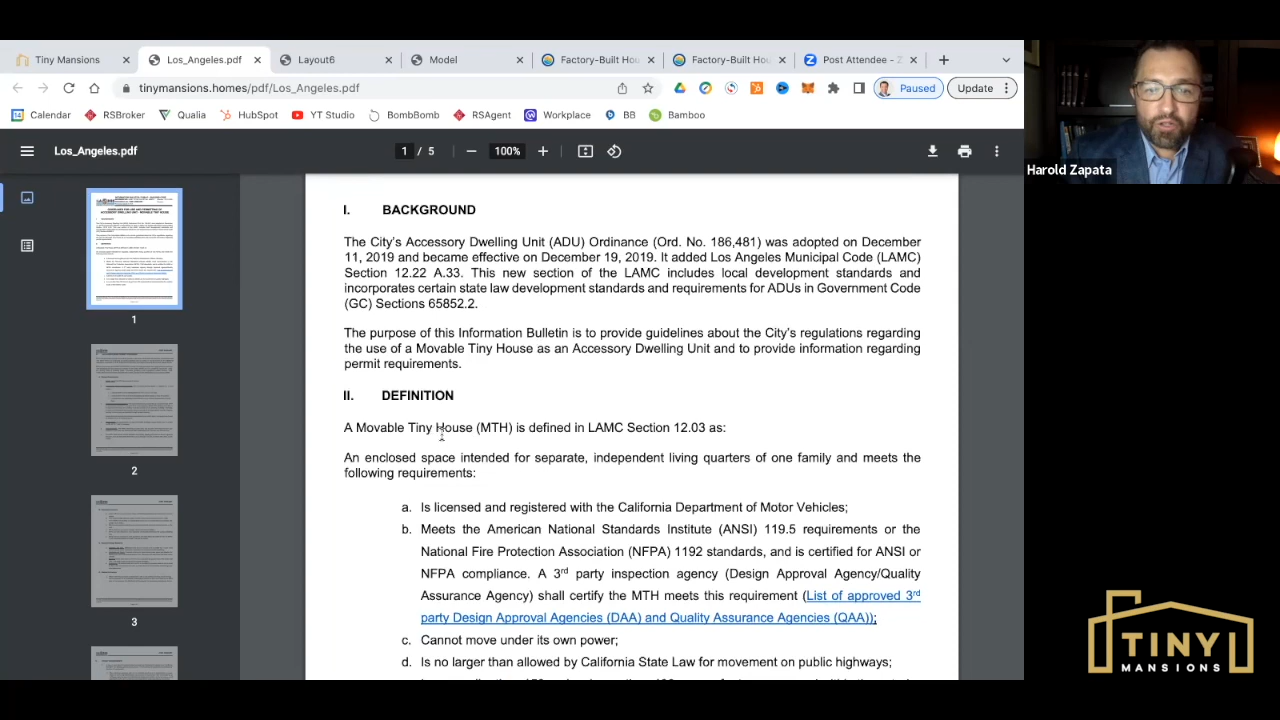 Tiny Mansions
Los_Angeles.pdf
Layout6
Model
Factory-Built Hou
Factory-Built Hou
Post Attendee - Z
tinymansions.homes/pdf/Los_Angeles.pdf
Paused
Update
Calendar
RSBroker
Qualia
HubSpot
YT Studio
BombBomb
RSAgent
Workplace
BB
Bamboo
Los_Angeles.pdf
1 / 5
100%
Harold Zapata
I. BACKGROUND
The City's Accessory Dwelling Unit (ADU) Ordinance (Ord. No. 186,481) was adopted on December
11, 2019 and became effective on December 19, 2019. It added Los Angeles Municipal Code (LAMC)
Section12.22 A.33. This new section of the LAMC includes local development standards and
incorporates certain state law development standards and requirements for ADUs in Government Code
(GC) Sections 65852.2.
The purpose of this Information Bulletin is to provide guidelines about the City's regulations regarding
the use of a Movable Tiny House as an Accessory Dwelling Unit and to provide information regarding
permit requirements.
II. DEFINITION
A Movable Tiny House (MTH) is defined in LAMC Section 12.03 as:
An enclosed space intended for separate, independent living quarters of one family and meets the
following requirements:
a. Is licensed and registered with the California Department of Motor Vehicles;
b. Meets the American National Standards Institute (ANSI) 119.5 requirements or the
National Fire Protection Association (NFPA) 1192 standards, and is certified for ANSI or
NFPA compliance. A 3rd party inspection agency (Design Approval Agency/Quality
Assurance Agency) shall certify the MTH meets this requirement (List of approved 3rd
party Design Approval Agencies (DAA) and Quality Assurance Agencies (QAA));
c. Cannot move under its own power;
d. Is no larger than allowed by California State Law for movement on public highways;
1
2
3
TINY
MANSIONS